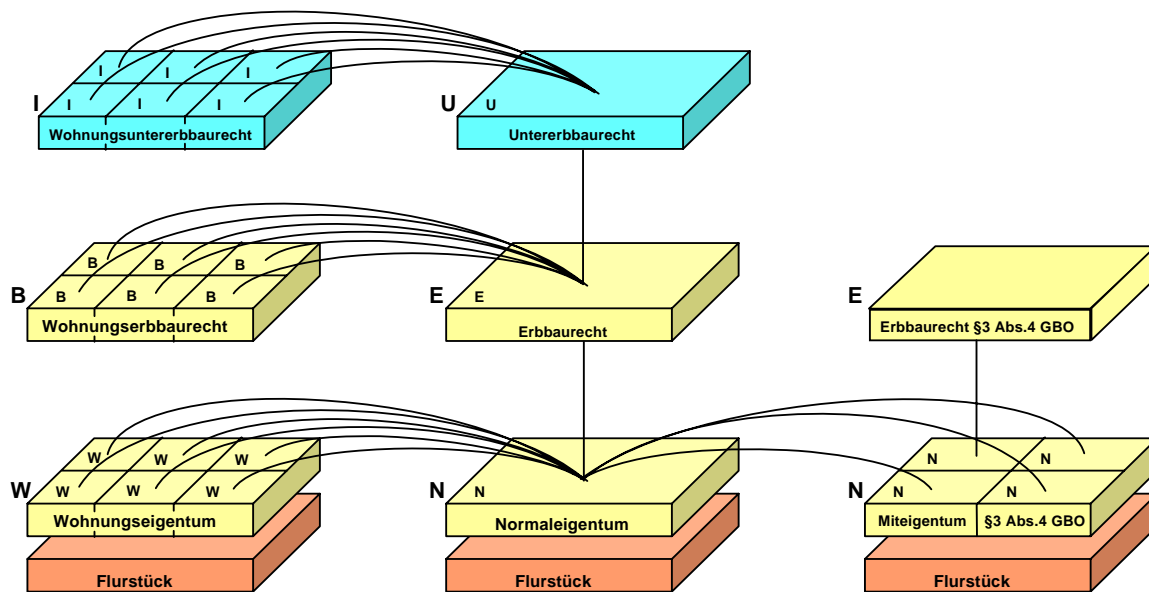 I I I
I I I I
Wohnungsuntererbbaurecht
U U
Untererbbaurecht
B B B
B B B B
Wohnungserbbaurecht
E E
Erbbaurecht
E
Erbbaurecht §3 Abs.4 GBO
W W W
W W W W
Wohnungseigentum
Flurstück
N N
Normaleigentum
Flurstück
N N
N N N
Miteigentum §3 Abs.4 GBO
Flurstück